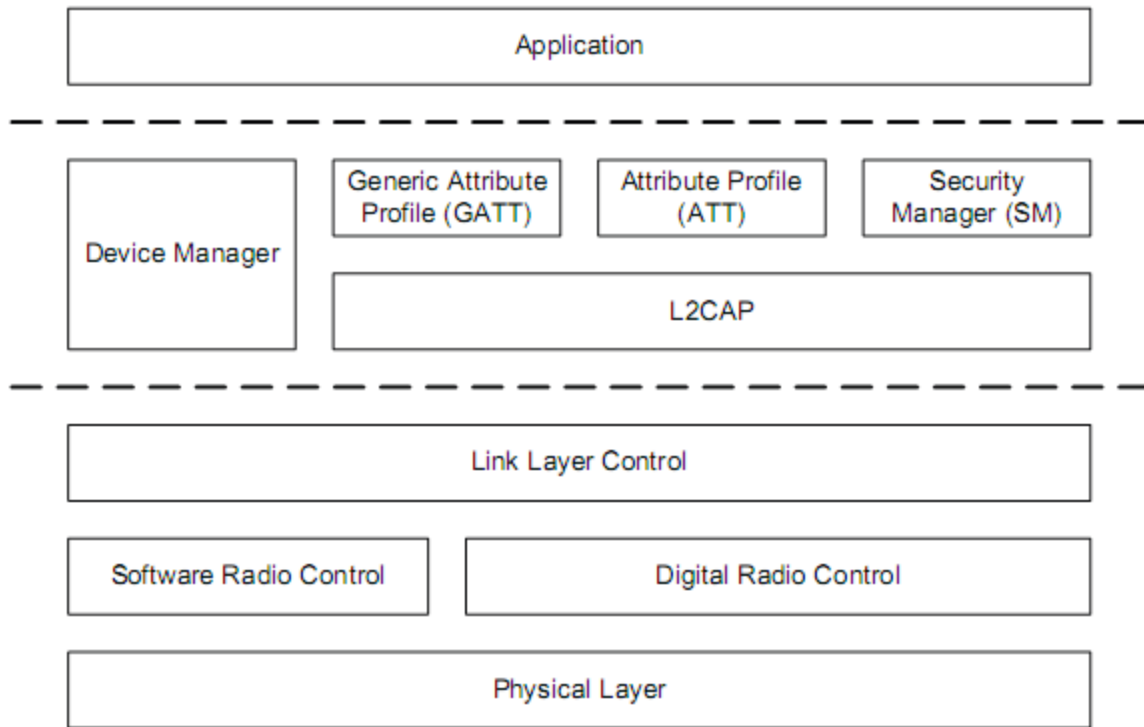 Application
Device Manager
Generic Attribute
Profile (GATT)
Attribute Profile
(ATT)
Security
Manager (SM)
L2CAP
Link Layer Control
Software Radio Control
Digital Radio Control
Physical Layer